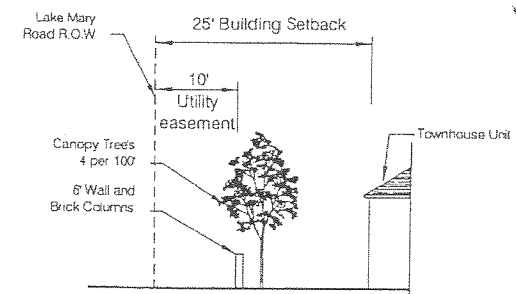 Lake Mary
Road R.O.W
25' Building Setback
10'
Utility
easement
Townhouse Unit
Canopy Tree's
4 per 100'
6' Wall and
Brick Columns